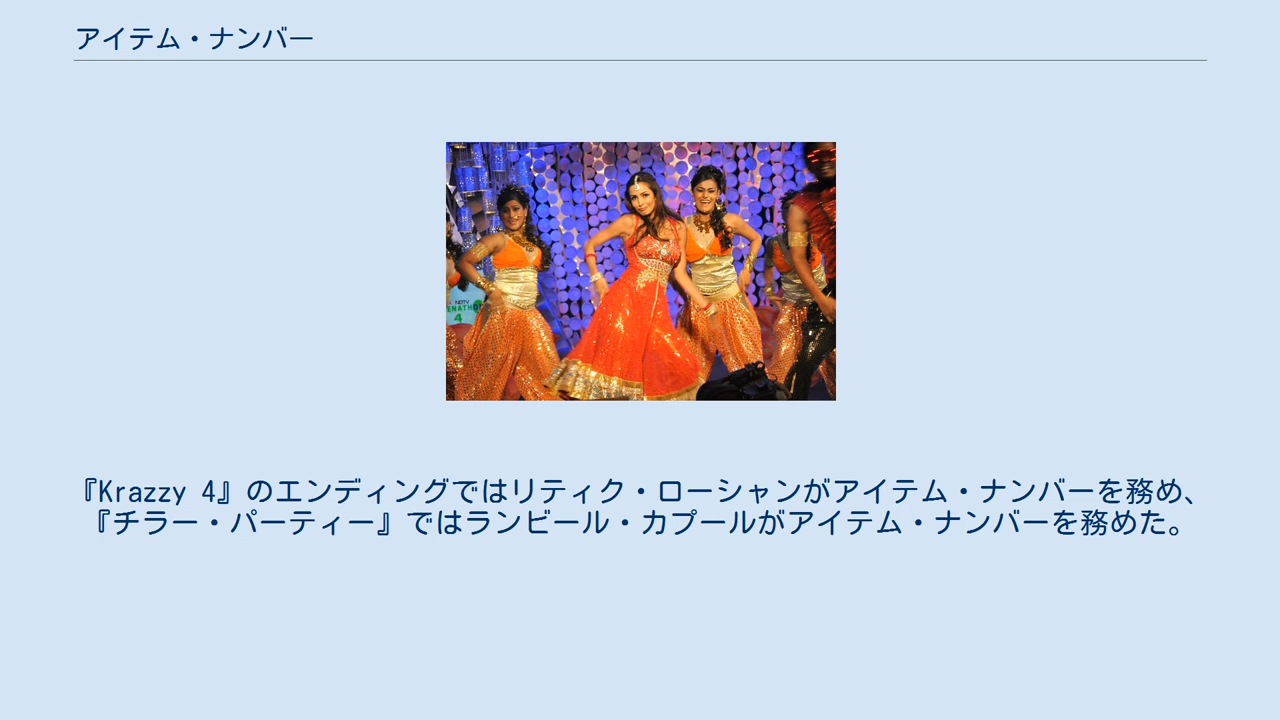 アイテム・ナンバー
NDTV
4
『Krazzy 4』のエンディングではリティク・ローシャンがアイテム・ナンバーを務め、
『チラー・パーティー』ではランビール・カプールがアイテム・ナンバーを務めた。